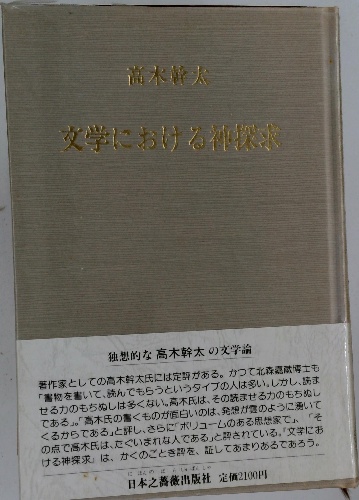 高木幹太
文学における神探求
独想的な高木幹太の文学論
著作家としての高木幹太氏には定評がある。かつて北森嘉蔵博士も
「書物を書いて、読んでもらうというタイプの人は多い。しかし、読ま
せる力のもちぬしは多くない。高木氏は、その読ませる力のもちぬし
である」。「高木氏の書くものが面白いのは、発想が雲のように湧いて
くるからである」と評し、さらに「ボリュームのある思想家で」、「そ
の点で高木氏は、たぐいまれな人である」と評されている。『文学にお
ける神探求』は、かくのごとき辞を、証してあまりあるであろう。
日本之薔薇出版社 定価2100円